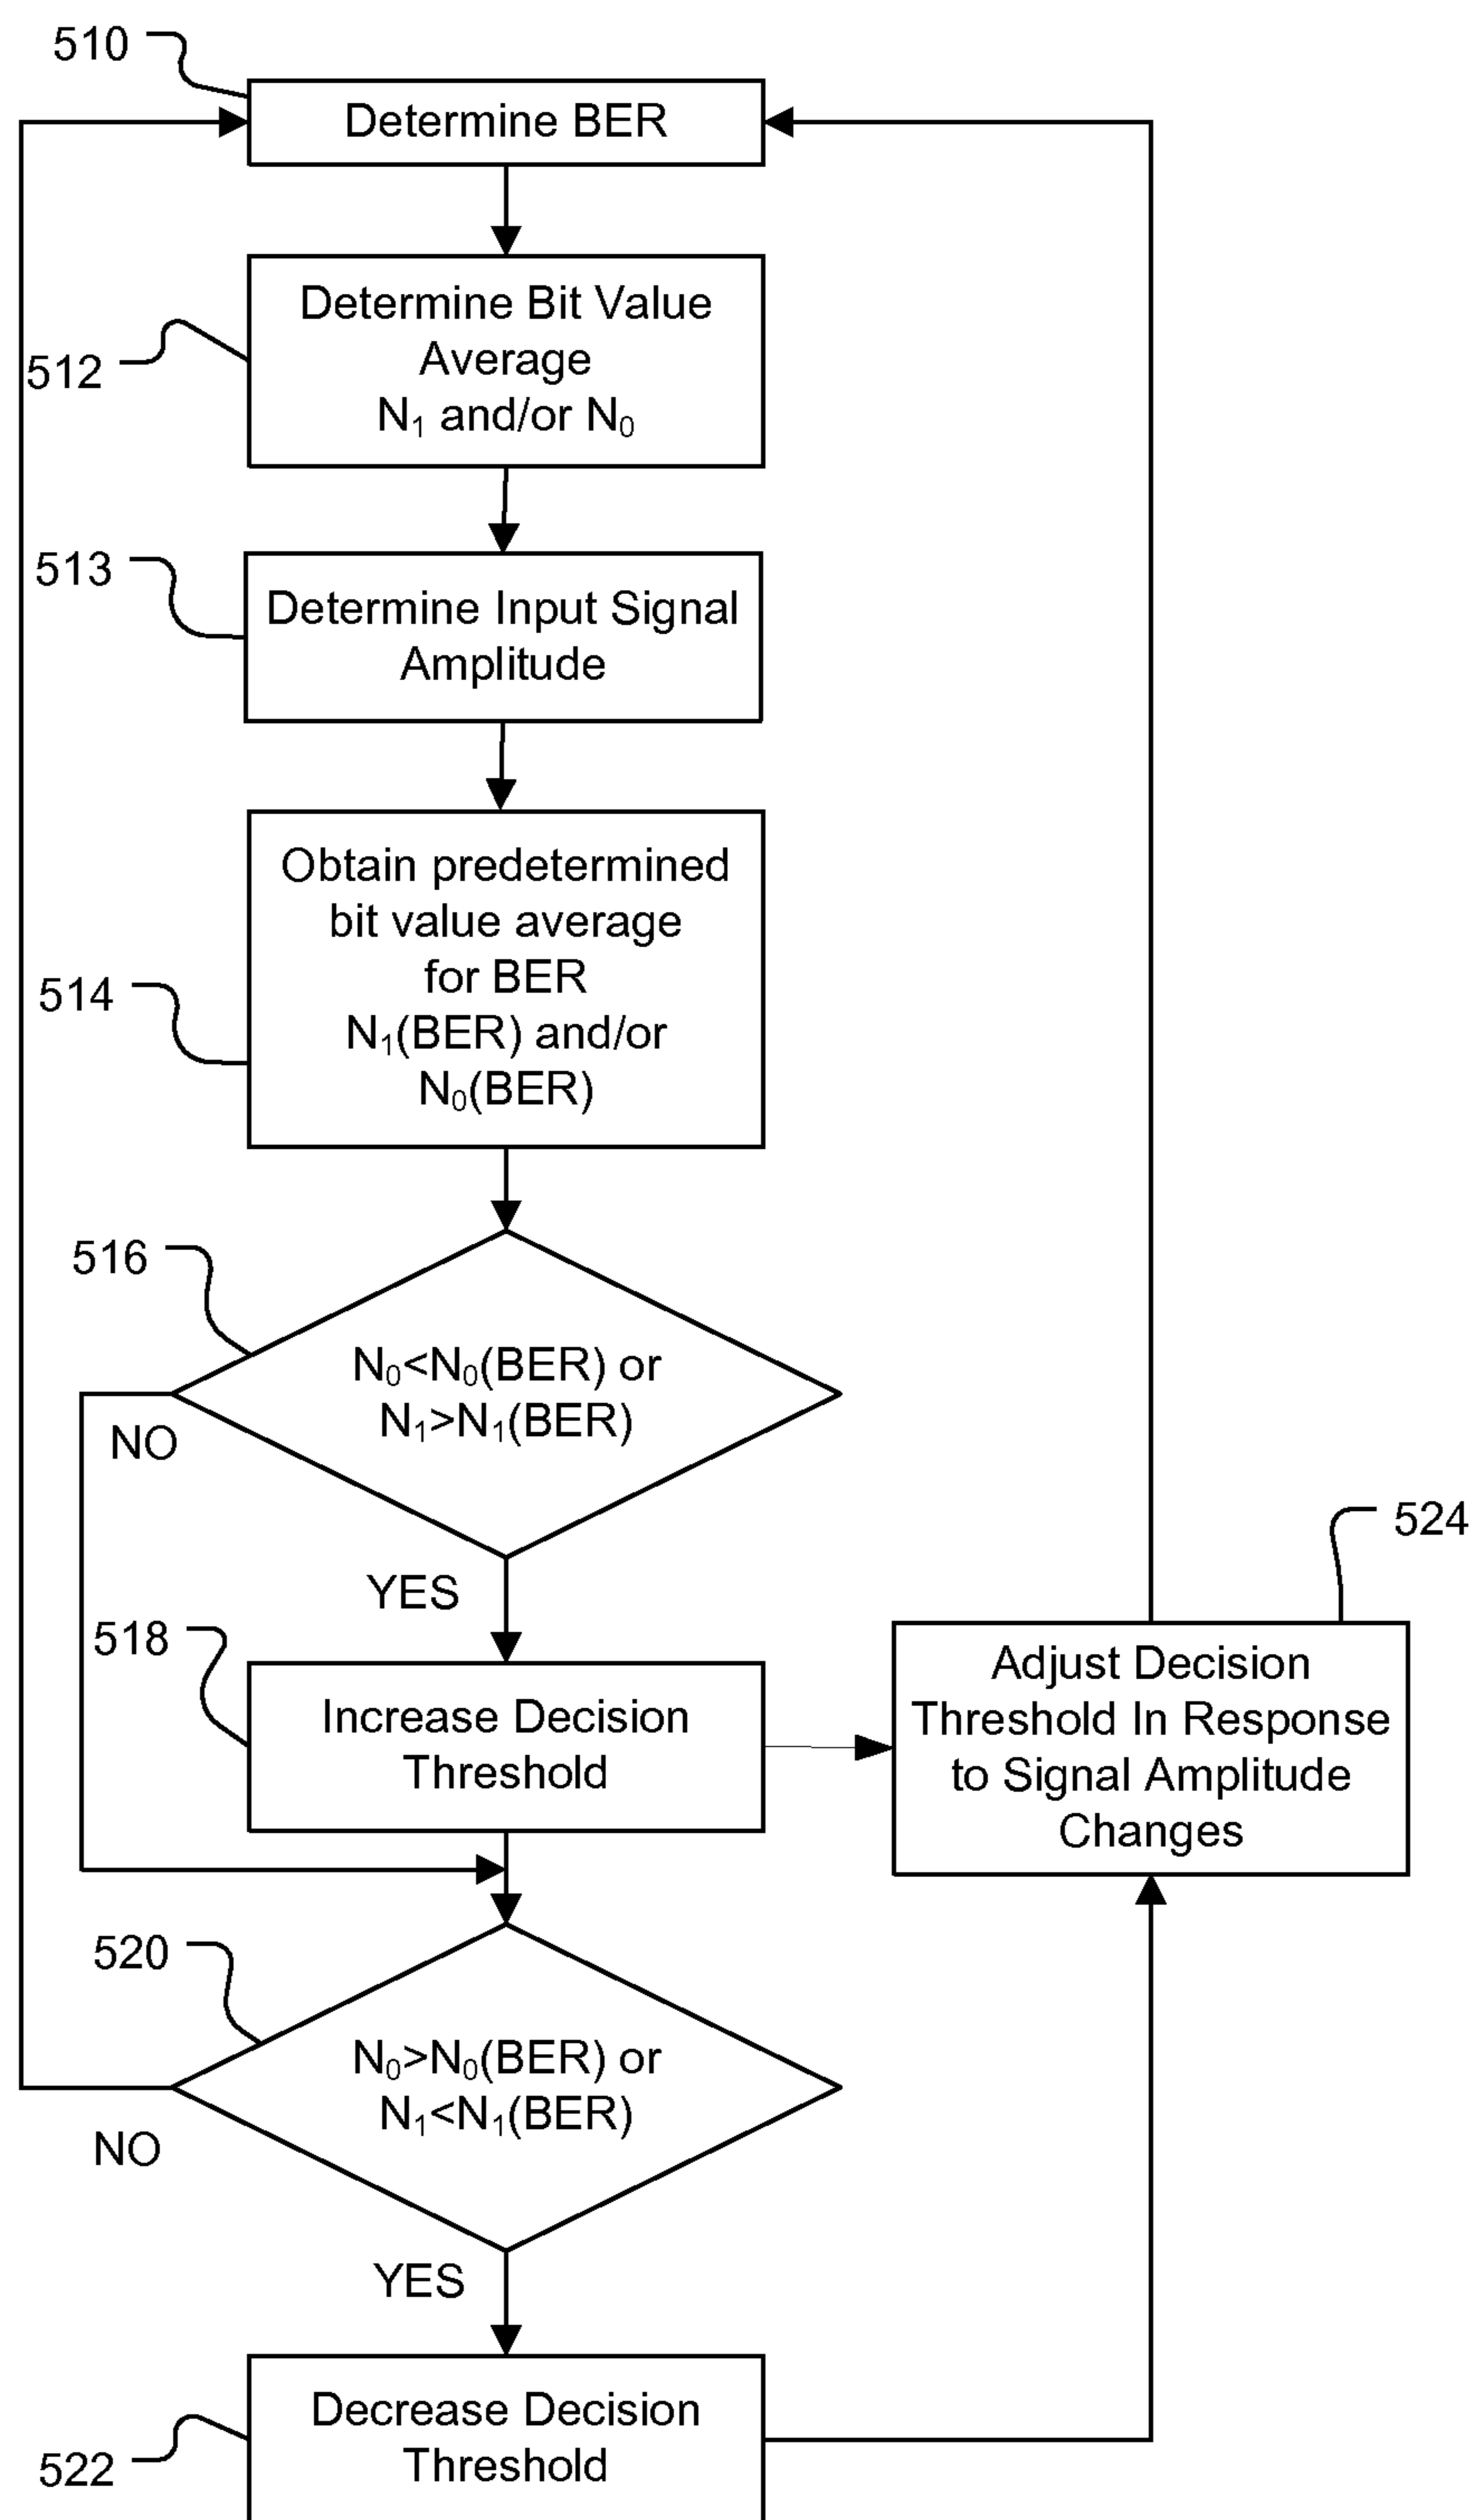 510
Determine BER
Determine Bit Value
Average
N₁ and/or N₀
512
513
Determine Input Signal
Amplitude
Obtain predetermined
bit value average
for BER
N₁(BER) and/or
N₀(BER)
514
516
N₀<N₀(BER) or
N₁>N₁(BER)
NO
YES
518
Increase Decision
Threshold
524
Adjust Decision
Threshold In Response
to Signal Amplitude
Changes
520
N₀>N₀(BER) or
N₁<N₁(BER)
NO
YES
Decrease Decision
Threshold
522